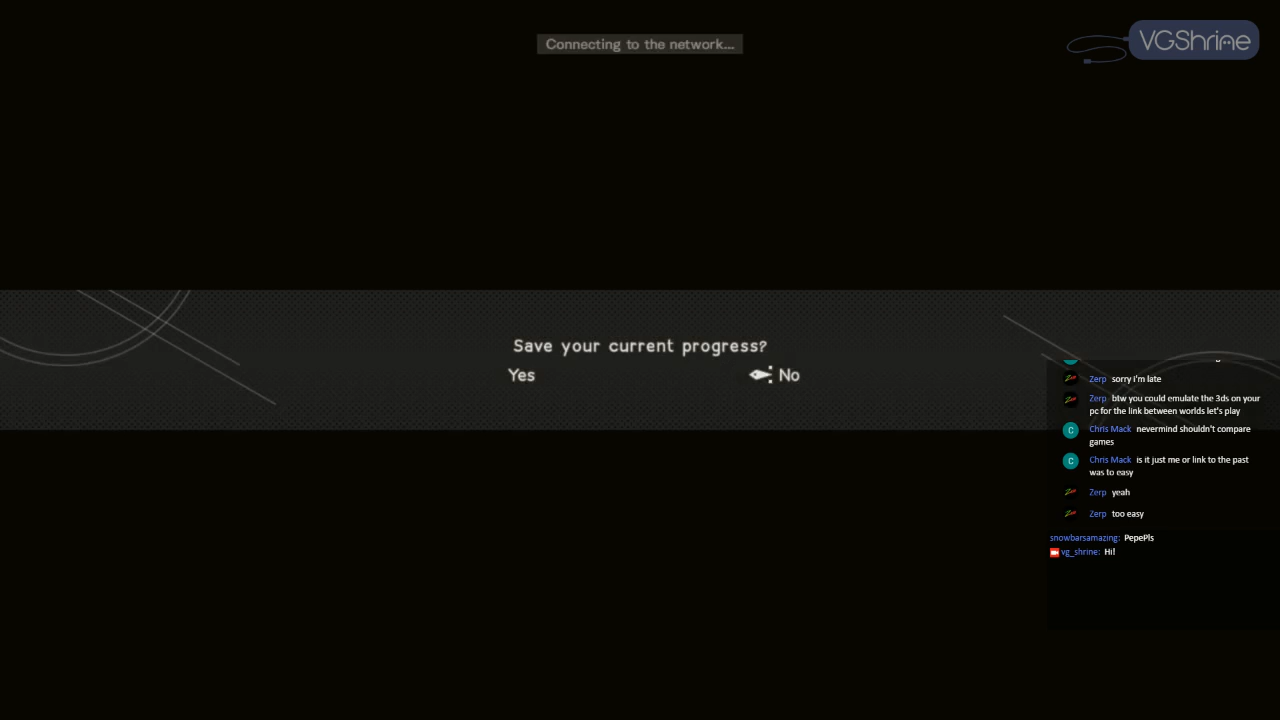 Connecting to the network...
VGShrine
Save your current progress?
Yes No
Zerp sorry I'm late
Zerp btw you could emulate the 3ds on your
pc for the link between worlds let's play
Chris Mack nevermind shouldn't compare
games
Chris Mack is it just me or link to the past
was to easy
Zerp yeah
Zerp too easy
snowbarsamazing: PepePls
vg_shrine: Hi!